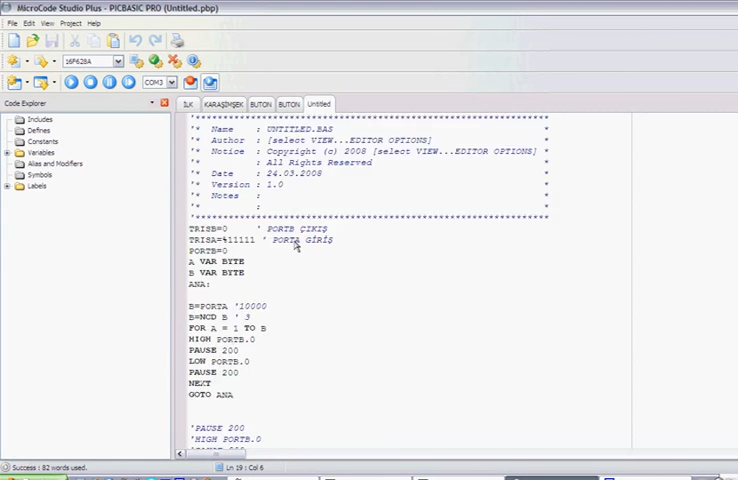 MicroCode Studio Plus - PICBASIC PRO (Untitled.pbp)
File Edit View Project Help
16F628A
COM3
Code Explorer
İLK KARAŞİMŞEK BUTON BUTON Untitled
Includes
Defines
Constants
Variables
Alias and Modifiers
Symbols
Labels
'****************************************************************
'* Name : UNTITLED.BAS *
'* Author : [select VIEW...EDITOR OPTIONS] *
'* Notice : Copyright (c) 2008 [select VIEW...EDITOR OPTIONS] *
'* : All Rights Reserved *
'* Date : 24.03.2008 *
'* Version : 1.0 *
'* Notes : *
'* : *
'****************************************************************
TRISB=0 ' PORTB ÇIKIŞ
TRISA=%11111 ' PORTA GİRİŞ
PORTB=0
A VAR BYTE
B VAR BYTE
ANA:
B=PORTA '10000
B=NCD B ' 3
FOR A = 1 TO B
HIGH PORTB.0
PAUSE 200
LOW PORTB.0
PAUSE 200
NEXT
GOTO ANA
'PAUSE 200
'HIGH PORTB.0
Success : 82 words used.
Ln 19 : Col 6